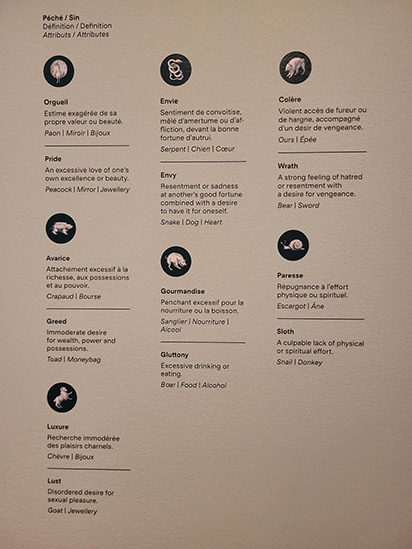 Péché / Sin
Définition / Definition
Attributs / Attributes
Orgueil
Estime exagérée de sa
propre valeur ou beauté.
Paon | Miroir | Bijoux
Pride
An excessive love of one's
own excellence or beauty.
Peacock | Mirror | Jewellery
Avarice
Attachement excessif à la
richesse, aux possessions
et au pouvoir.
Crapaud | Bourse
Greed
Immoderate desire
for wealth, power and
possessions.
Toad | Moneybag
Luxure
Recherche immodérée
des plaisirs charnels.
Chèvre | Bijoux
Lust
Disordered desire for
sexual pleasure.
Goat | Jewellery
Envie
Sentiment de convoitise,
mêlé d'amertume ou d'af-
fliction, devant la bonne
fortune d'autrui.
Serpent | Chien | Cœur
Envy
Resentment or sadness
at another's good fortune
combined with a desire
to have it for oneself.
Snake | Dog | Heart
Gourmandise
Penchant excessif pour la
nourriture ou la boisson.
Sanglier | Nourriture |
Alcool
Gluttony
Excessive drinking or
eating.
Boar | Food | Alcohol
Colère
Violent accès de fureur ou
de hargne, accompagné
d'un désir de vengeance.
Ours | Épée
Wrath
A strong feeling of hatred
or resentment with
a desire for vengeance.
Bear | Sword
Paresse
Répugnance à l'effort
physique ou spirituel.
Escargot | Âne
Sloth
A culpable lack of physical
or spiritual effort.
Snail | Donkey